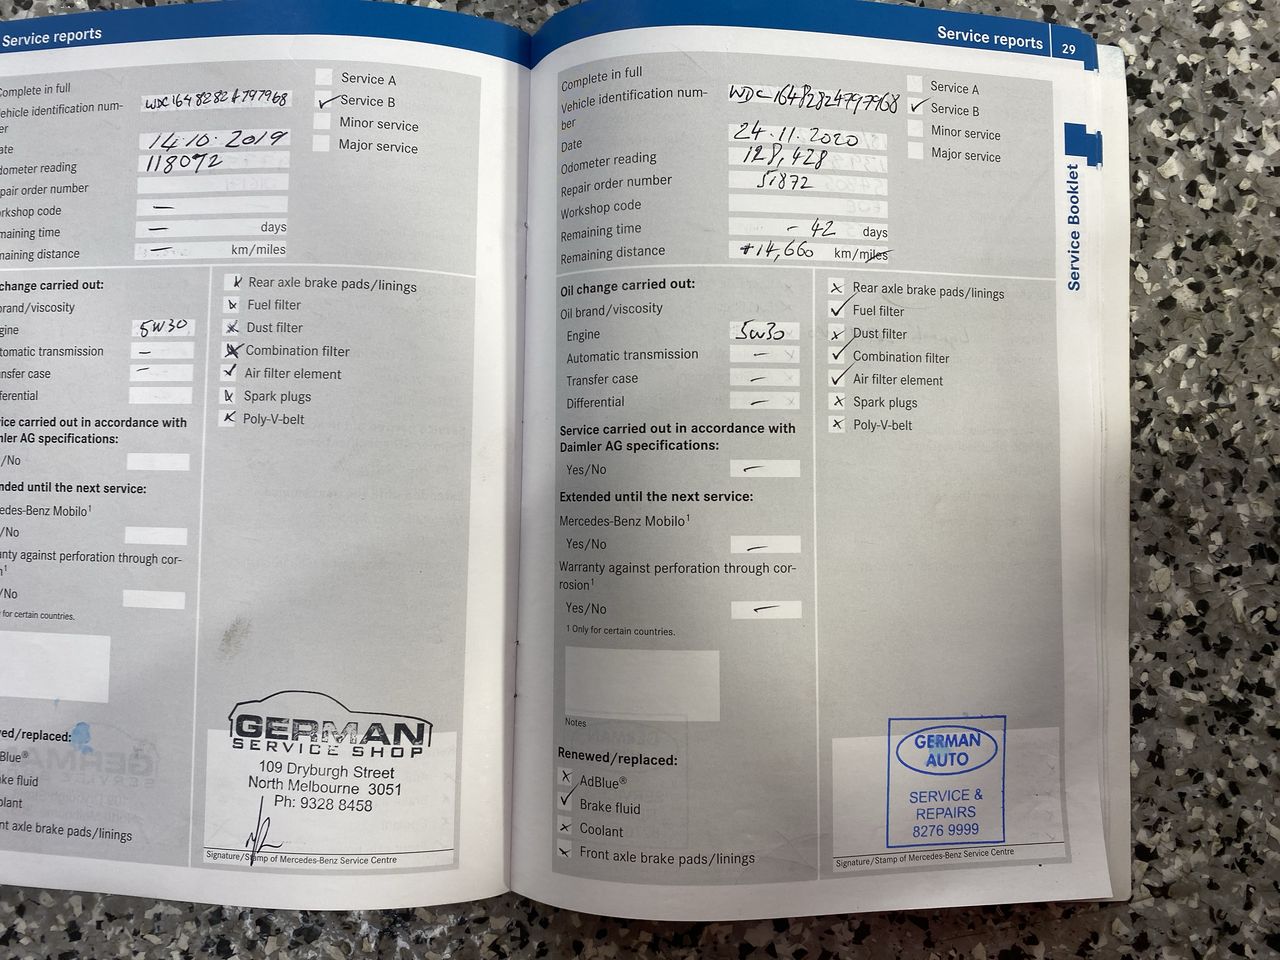 Service reports
omplete in full
ehicle identification num-
er
WDC1648282A797968
ate
14·10·2019
dometer reading
118072
pair order number
rkshop code
—
maining time
—
days
maining distance
—
km/miles
Service A
Service B
Minor service
Major service
change carried out:
brand/viscosity
gine
5W30
tomatic transmission
—
nsfer case
—
ferential
vice carried out in accordance with
mler AG specifications:
/No
nded until the next service:
edes-Benz Mobilo¹
/No
anty against perforation through cor-
n¹
/No
for certain countries.
wed/replaced:
Blue®
ke fluid
olant
nt axle brake pads/linings
Rear axle brake pads/linings
Fuel filter
Dust filter
Combination filter
Air filter element
Spark plugs
Poly-V-belt
GERMAN
SERVICE SHOP
109 Dryburgh Street
North Melbourne 3051
Ph: 9328 8458
Signature/Stamp of Mercedes-Benz Service Centre
Service reports 29
Complete in full
Vehicle identification num-
ber
WDC1648282A797968
Date
24·11·2020
Odometer reading
128,428
Repair order number
51872
Workshop code
Remaining time
- 42 days
Remaining distance
+14,660 km/miles
Service A
Service B
Minor service
Major service
Oil change carried out:
Oil brand/viscosity
Engine
5w30
Automatic transmission
—
Transfer case
—
Differential
—
Service carried out in accordance with
Daimler AG specifications:
Yes/No
—
Extended until the next service:
Mercedes-Benz Mobilo¹
Yes/No
—
Warranty against perforation through cor-
rosion¹
Yes/No
—
1 Only for certain countries.
Notes
Renewed/replaced:
AdBlue®
Brake fluid
Coolant
Front axle brake pads/linings
Rear axle brake pads/linings
Fuel filter
Dust filter
Combination filter
Air filter element
Spark plugs
Poly-V-belt
GERMAN
AUTO
SERVICE &
REPAIRS
8276 9999
Signature/Stamp of Mercedes-Benz Service Centre
Service Booklet